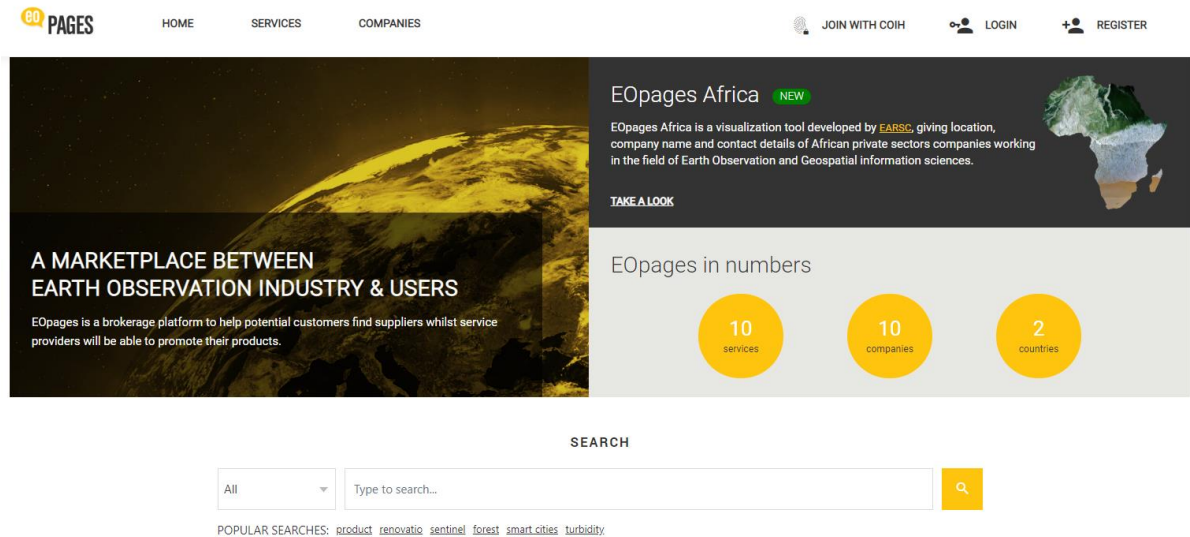 eo PAGES
HOME
SERVICES
COMPANIES
JOIN WITH COIH
LOGIN
REGISTER
A MARKETPLACE BETWEEN
EARTH OBSERVATION INDUSTRY & USERS
EOpages is a brokerage platform to help potential customers find suppliers whilst service
providers will be able to promote their products.
EOpages Africa NEW
EOpages Africa is a visualization tool developed by EARSC, giving location,
company name and contact details of African private sectors companies working
in the field of Earth Observation and Geospatial information sciences.
TAKE A LOOK
EOpages in numbers
10
services
10
companies
2
countries
SEARCH
All
Type to search...
POPULAR SEARCHES: product renovatio sentinel forest smart cities turbidity